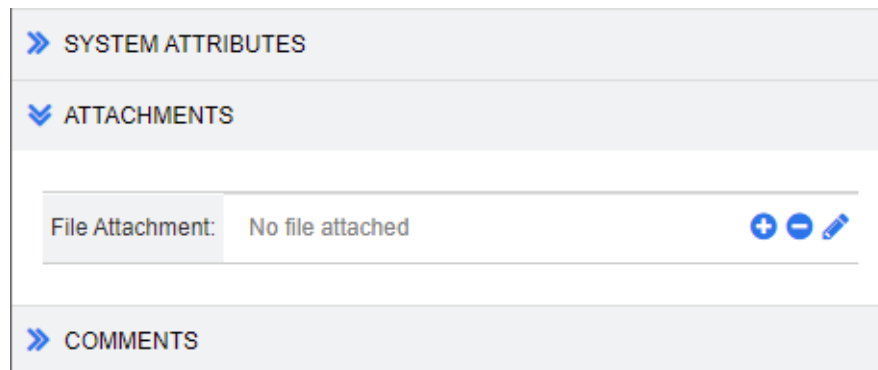 SYSTEM ATTRIBUTES
ATTACHMENTS
File Attachment: No file attached
COMMENTS